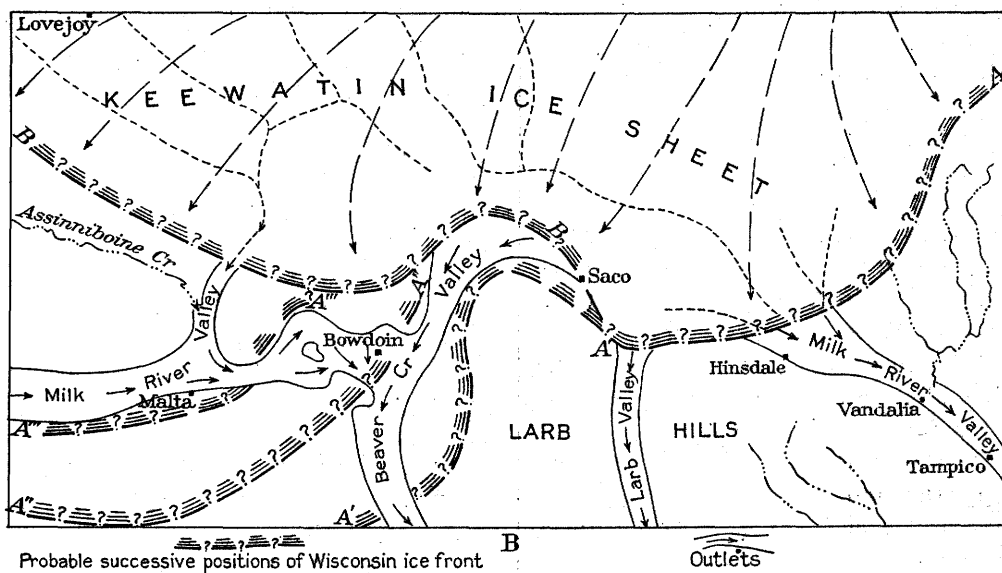 Lovejoy
KEEWATIN ICE SHEET
A
B
Assinniboine Cr
Valley
A'''
A
Valley
B
Saco
Bowdoin
Milk River
Malta
A'''
Cr
Beaver
A'
Valley
Larb
LARB HILLS
Hinsdale
Milk River Valley
Vandalia
Tampico
A''
A'
B
Probable successive positions of Wisconsin ice front
Outlets